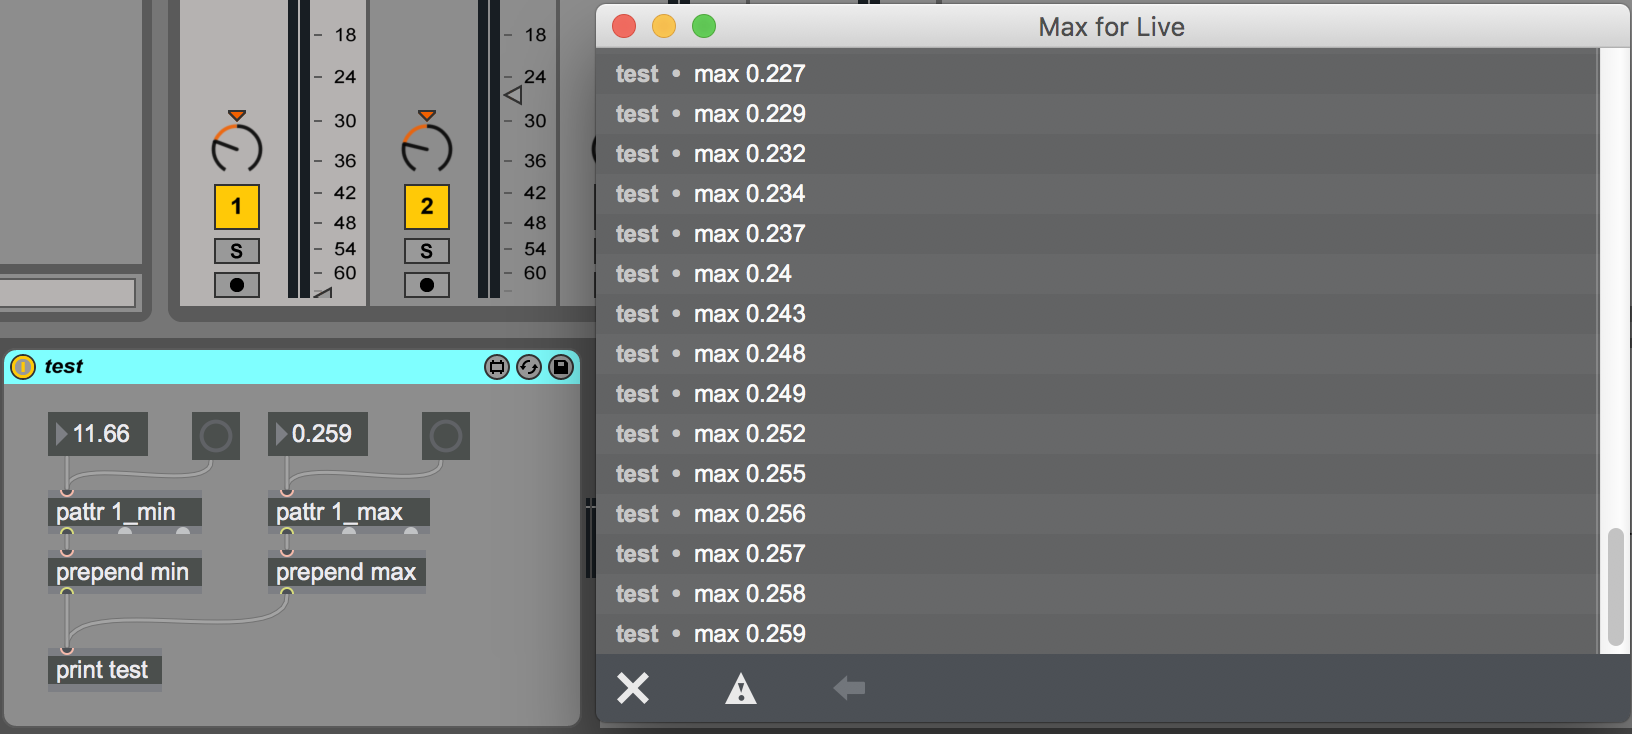 18
24
30
36
42
48
54
60
1
S
18
24
30
36
42
48
54
60
2
S
test
11.66
0.259
pattr 1_min
pattr 1_max
prepend min
prepend max
print test
Max for Live
test • max 0.227
test • max 0.229
test • max 0.232
test • max 0.234
test • max 0.237
test • max 0.24
test • max 0.243
test • max 0.248
test • max 0.249
test • max 0.252
test • max 0.255
test • max 0.256
test • max 0.257
test • max 0.258
test • max 0.259